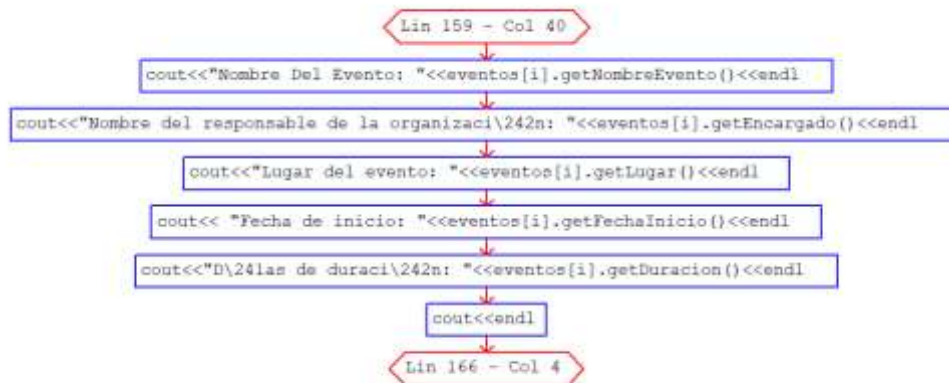 Lin 159 - Col 40
cout<<"Nombre Del Evento: "<<eventos[i].getNombreEvento()<<endl
cout<<"Nombre del responsable de la organizaci\242n: "<<eventos[i].getEncargado()<<endl
cout<<"Lugar del evento: "<<eventos[i].getLugar()<<endl
cout<< "Fecha de inicio: "<<eventos[i].getFechaInicio()<<endl
cout<<"D\241as de duraci\242n: "<<eventos[i].getDuracion()<<endl
cout<<endl
Lin 166 - Col 4